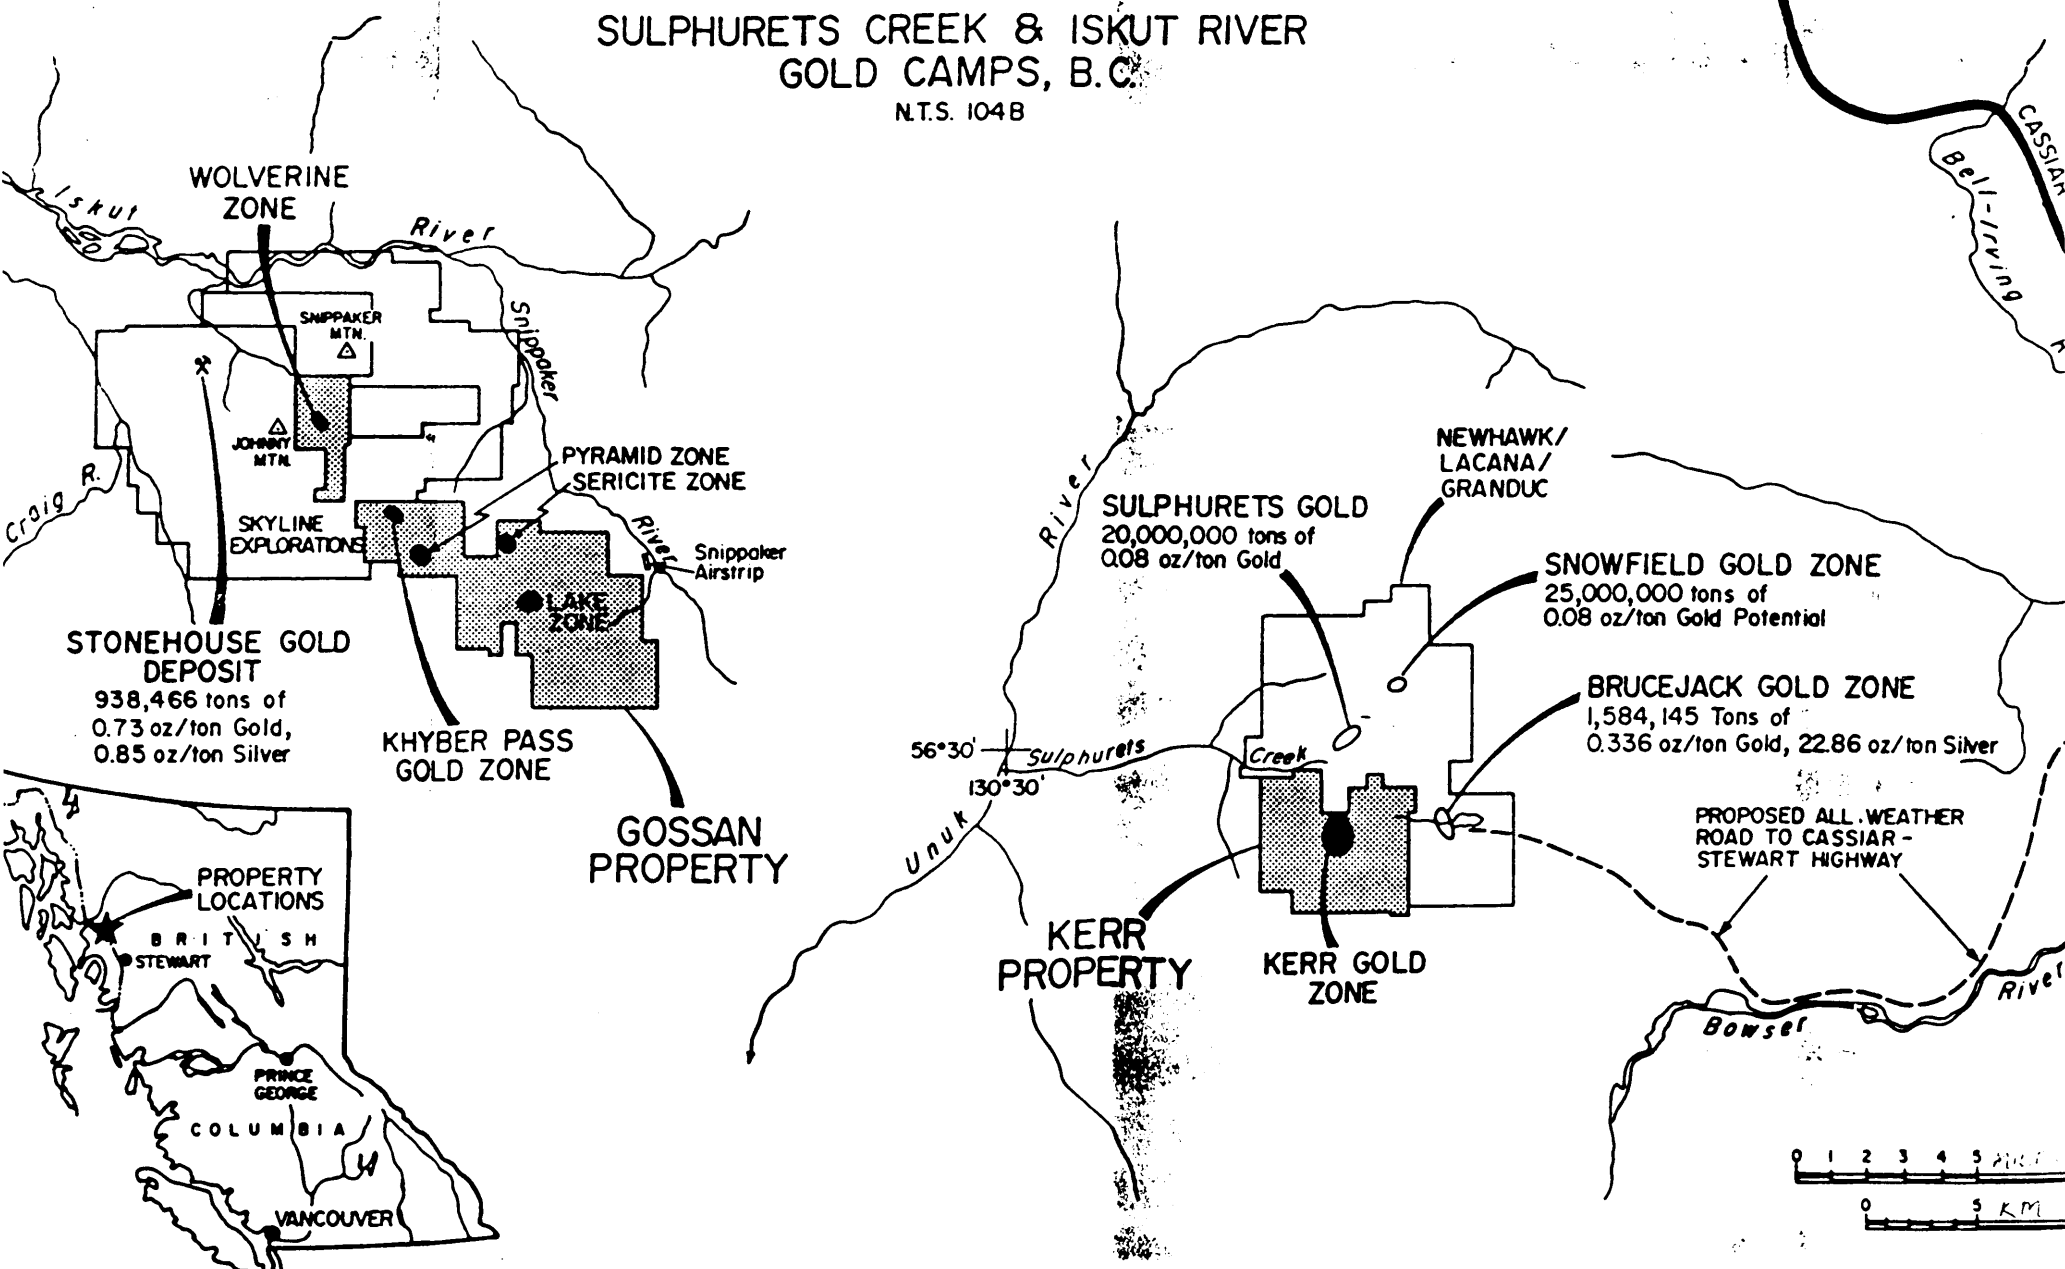 SULPHURETS CREEK & ISKUT RIVER
GOLD CAMPS, B.C.
N.T.S. 104B
WOLVERINE
ZONE
Iskut
River
SNIPPAKER
MTN.
Snippaker
River
JOHNNY
MTN.
Craig R.
SKYLINE
EXPLORATIONS
PYRAMID ZONE
SERICITE ZONE
Snippaker
Airstrip
LAKE
ZONE
STONEHOUSE GOLD
DEPOSIT
938,466 tons of
0.73 oz/ton Gold,
0.85 oz/ton Silver
KHYBER PASS
GOLD ZONE
GOSSAN
PROPERTY
CASSIAR
Bell-Irving
R
NEWHAWK/
LACANA/
GRANDUC
SULPHURETS GOLD
20,000,000 tons of
0.08 oz/ton Gold
SNOWFIELD GOLD ZONE
25,000,000 tons of
0.08 oz/ton Gold Potential
BRUCEJACK GOLD ZONE
1,584,145 Tons of
0.336 oz/ton Gold, 22.86 oz/ton Silver
River
56°30'
130°30'
Sulphurets
Creek
Unuk
KERR
PROPERTY
KERR GOLD
ZONE
PROPOSED ALL.WEATHER
ROAD TO CASSIAR-
STEWART HIGHWAY
Bowser
River
PROPERTY
LOCATIONS
BRITISH
STEWART
PRINCE
GEORGE
COLUMBIA
VANCOUVER
0 1 2 3 4 5
0 5 KM